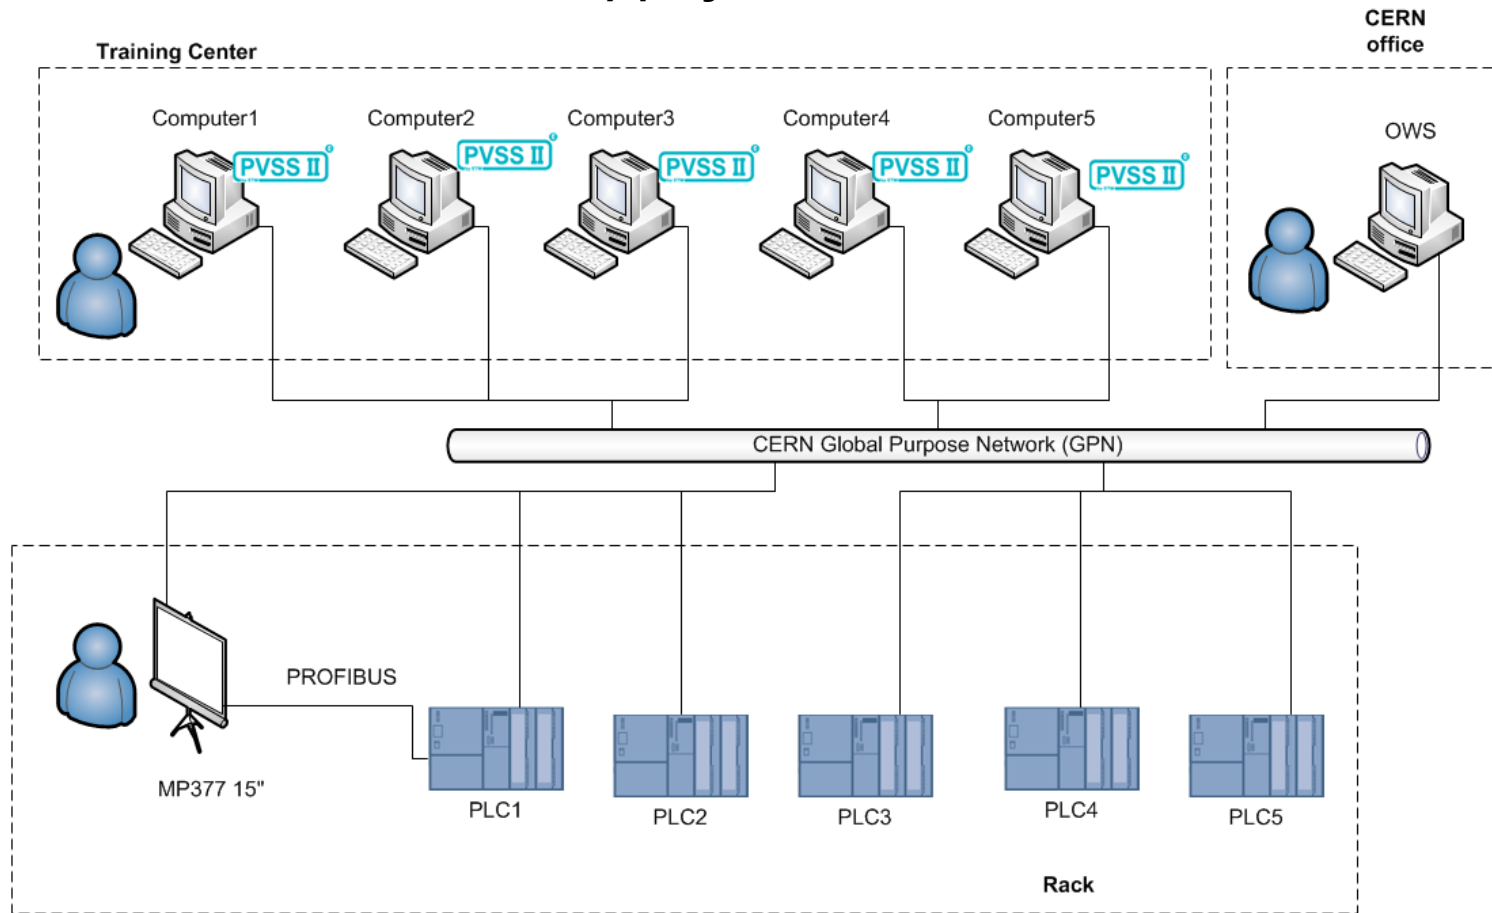 Training Center
CERN
office
Computer1
Computer2
Computer3
Computer4
Computer5
OWS
PVSS II
PVSS II
PVSS II
PVSS II
PVSS II
CERN Global Purpose Network (GPN)
PROFIBUS
MP377 15"
PLC1
PLC2
PLC3
PLC4
PLC5
Rack